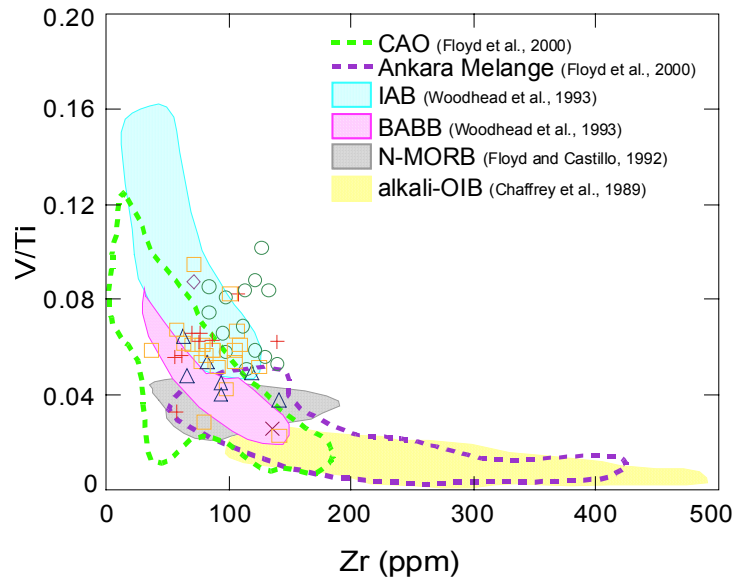 0.20
CAO (Floyd et al., 2000)
Ankara Melange (Floyd et al., 2000)
0.16
IAB (Woodhead et al., 1993)
BABB (Woodhead et al., 1993)
N-MORB (Floyd and Castillo, 1992)
alkali-OIB (Chaffrey et al., 1989)
0.12
V/Ti
0.08
0.04
0
0 100 200 300 400 500
Zr (ppm)